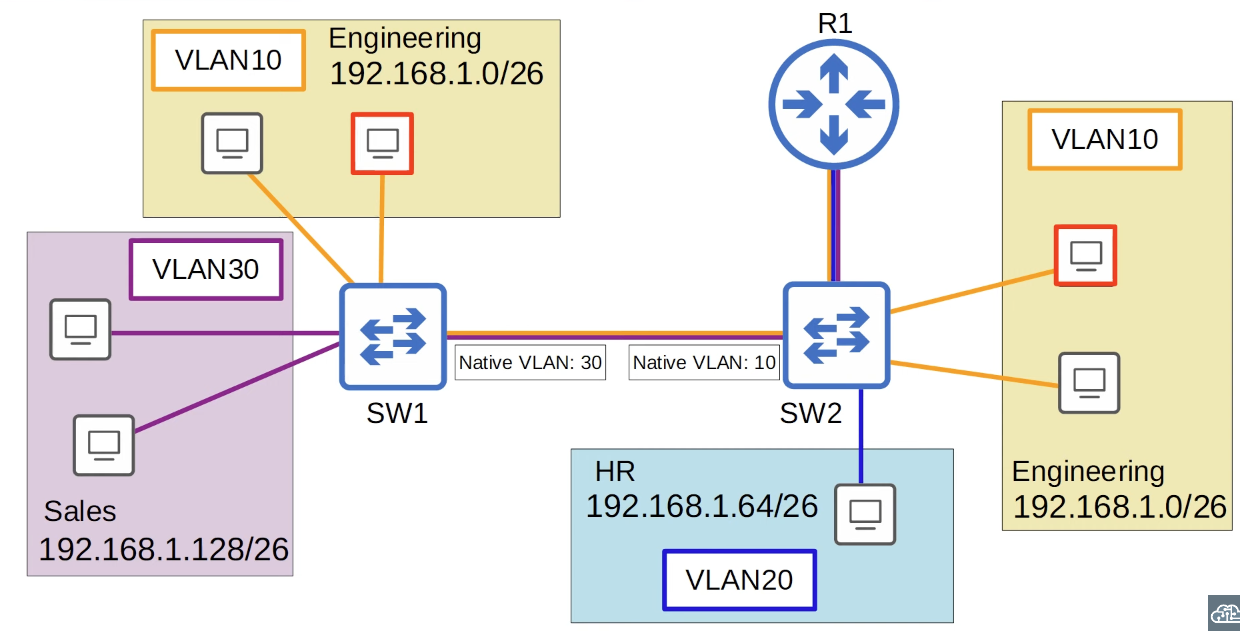 R1
VLAN10
Engineering
192.168.1.0/26
VLAN10
VLAN30
Native VLAN: 30
Native VLAN: 10
SW1
SW2
Sales
192.168.1.128/26
HR
192.168.1.64/26
VLAN20
Engineering
192.168.1.0/26